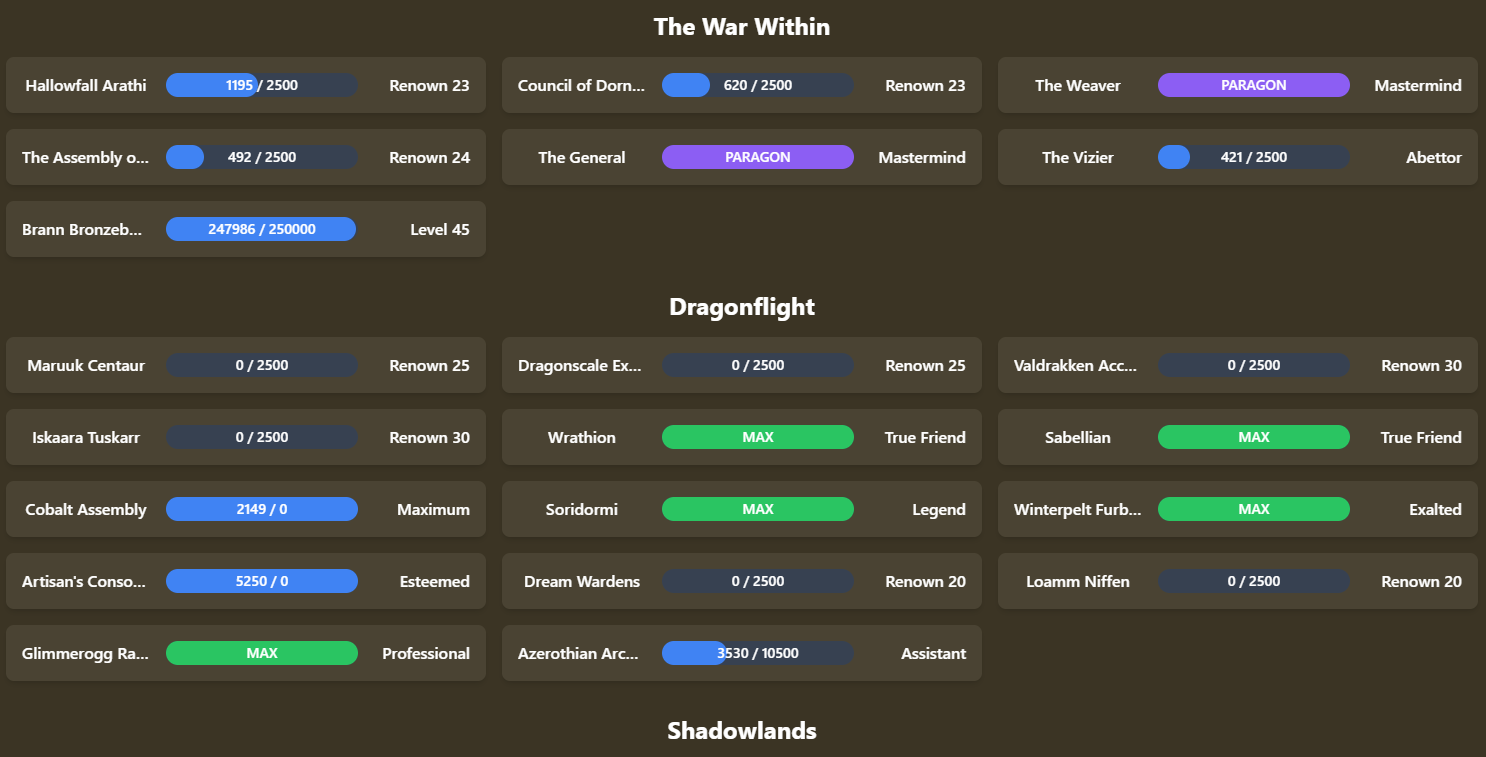 The War Within
Hallowfall Arathi 1195 / 2500 Renown 23
Council of Dorn... 620 / 2500 Renown 23
The Weaver PARAGON Mastermind
The Assembly o... 492 / 2500 Renown 24
The General PARAGON Mastermind
The Vizier 421 / 2500 Abettor
Brann Bronzeb... 247986 / 250000 Level 45
Dragonflight
Maruuk Centaur 0 / 2500 Renown 25
Dragonscale Ex... 0 / 2500 Renown 25
Valdrakken Acc... 0 / 2500 Renown 30
Iskaara Tuskarr 0 / 2500 Renown 30
Wrathion MAX True Friend
Sabellian MAX True Friend
Cobalt Assembly 2149 / 0 Maximum
Soridormi MAX Legend
Winterpelt Furb... MAX Exalted
Artisan's Conso... 5250 / 0 Esteemed
Dream Wardens 0 / 2500 Renown 20
Loamm Niffen 0 / 2500 Renown 20
Glimmerogg Ra... MAX Professional
Azerothian Arc... 3530 / 10500 Assistant
Shadowlands